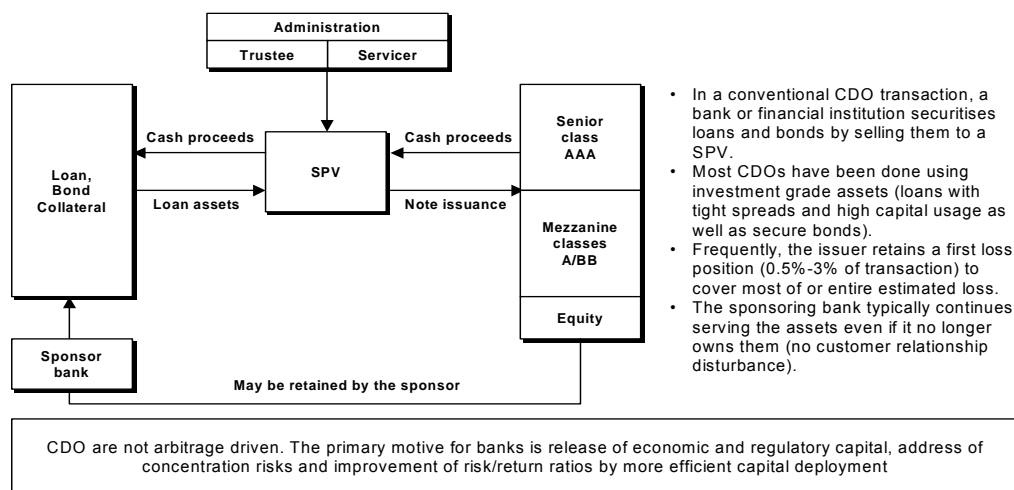 Administration
Trustee
Servicer
Loan,
Bond
Collateral
Cash proceeds
Loan assets
SPV
Cash proceeds
Note issuance
Senior
class
AAA
Mezzanine
classes
A/BB
Equity
Sponsor
bank
May be retained by the sponsor
• In a conventional CDO transaction, a
bank or financial institution securitises
loans and bonds by selling them to a
SPV.
• Most CDOs have been done using
investment grade assets (loans with
tight spreads and high capital usage as
well as secure bonds).
• Frequently, the issuer retains a first loss
position (0.5%-3% of transaction) to
cover most of or entire estimated loss.
• The sponsoring bank typically continues
serving the assets even if it no longer
owns them (no customer relationship
disturbance).
CDO are not arbitrage driven. The primary motive for banks is release of economic and regulatory capital, address of
concentration risks and improvement of risk/return ratios by more efficient capital deployment